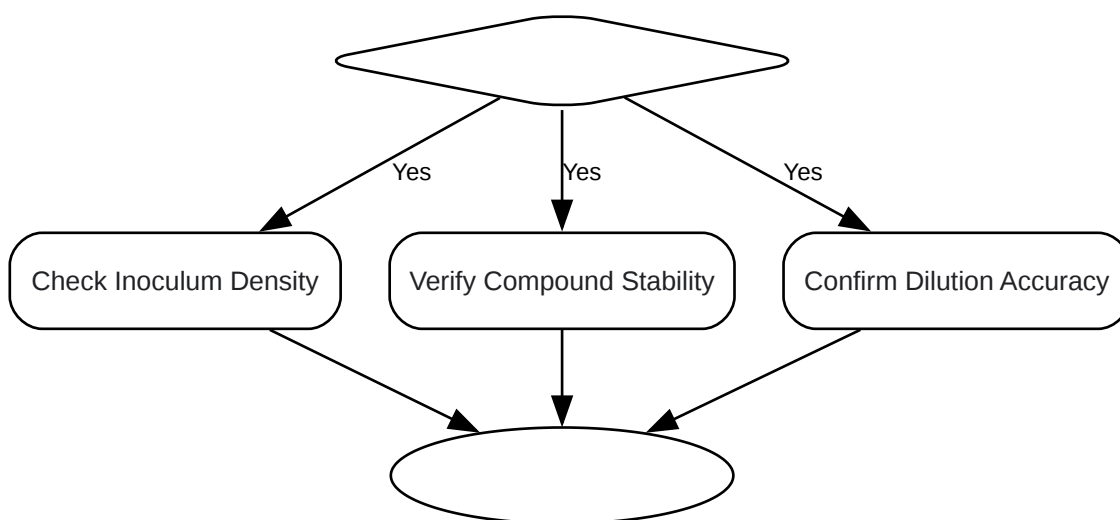 Yes
Yes
Yes
Check Inoculum Density
Verify Compound Stability
Confirm Dilution Accuracy